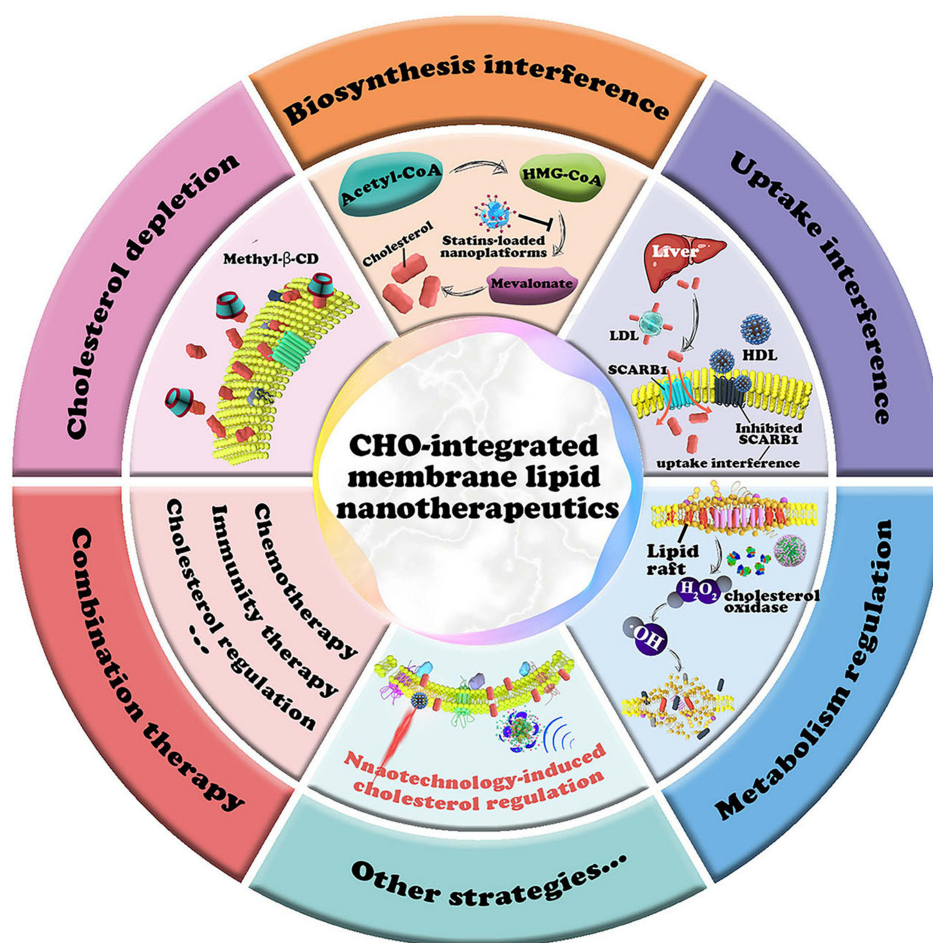 Biosynthesis interference
Acetyl-CoA
HMG-CoA
Statins-loaded
nanoplatforms
Cholesterol
Mevalonate
Uptake interference
Liver
LDL
HDL
SCARB1
Inhibited
SCARB1
uptake interference
Metabolism regulation
Lipid
raft
H2O2
cholesterol
oxidase
OH
Other strategies...
Nnaotechnology-induced
cholesterol regulation
Combination therapy
Chemotherapy
Immunity therapy
Cholesterol regulation
...
Cholesterol depletion
Methyl-β-CD
CHO-integrated
membrane lipid
nanotherapeutics